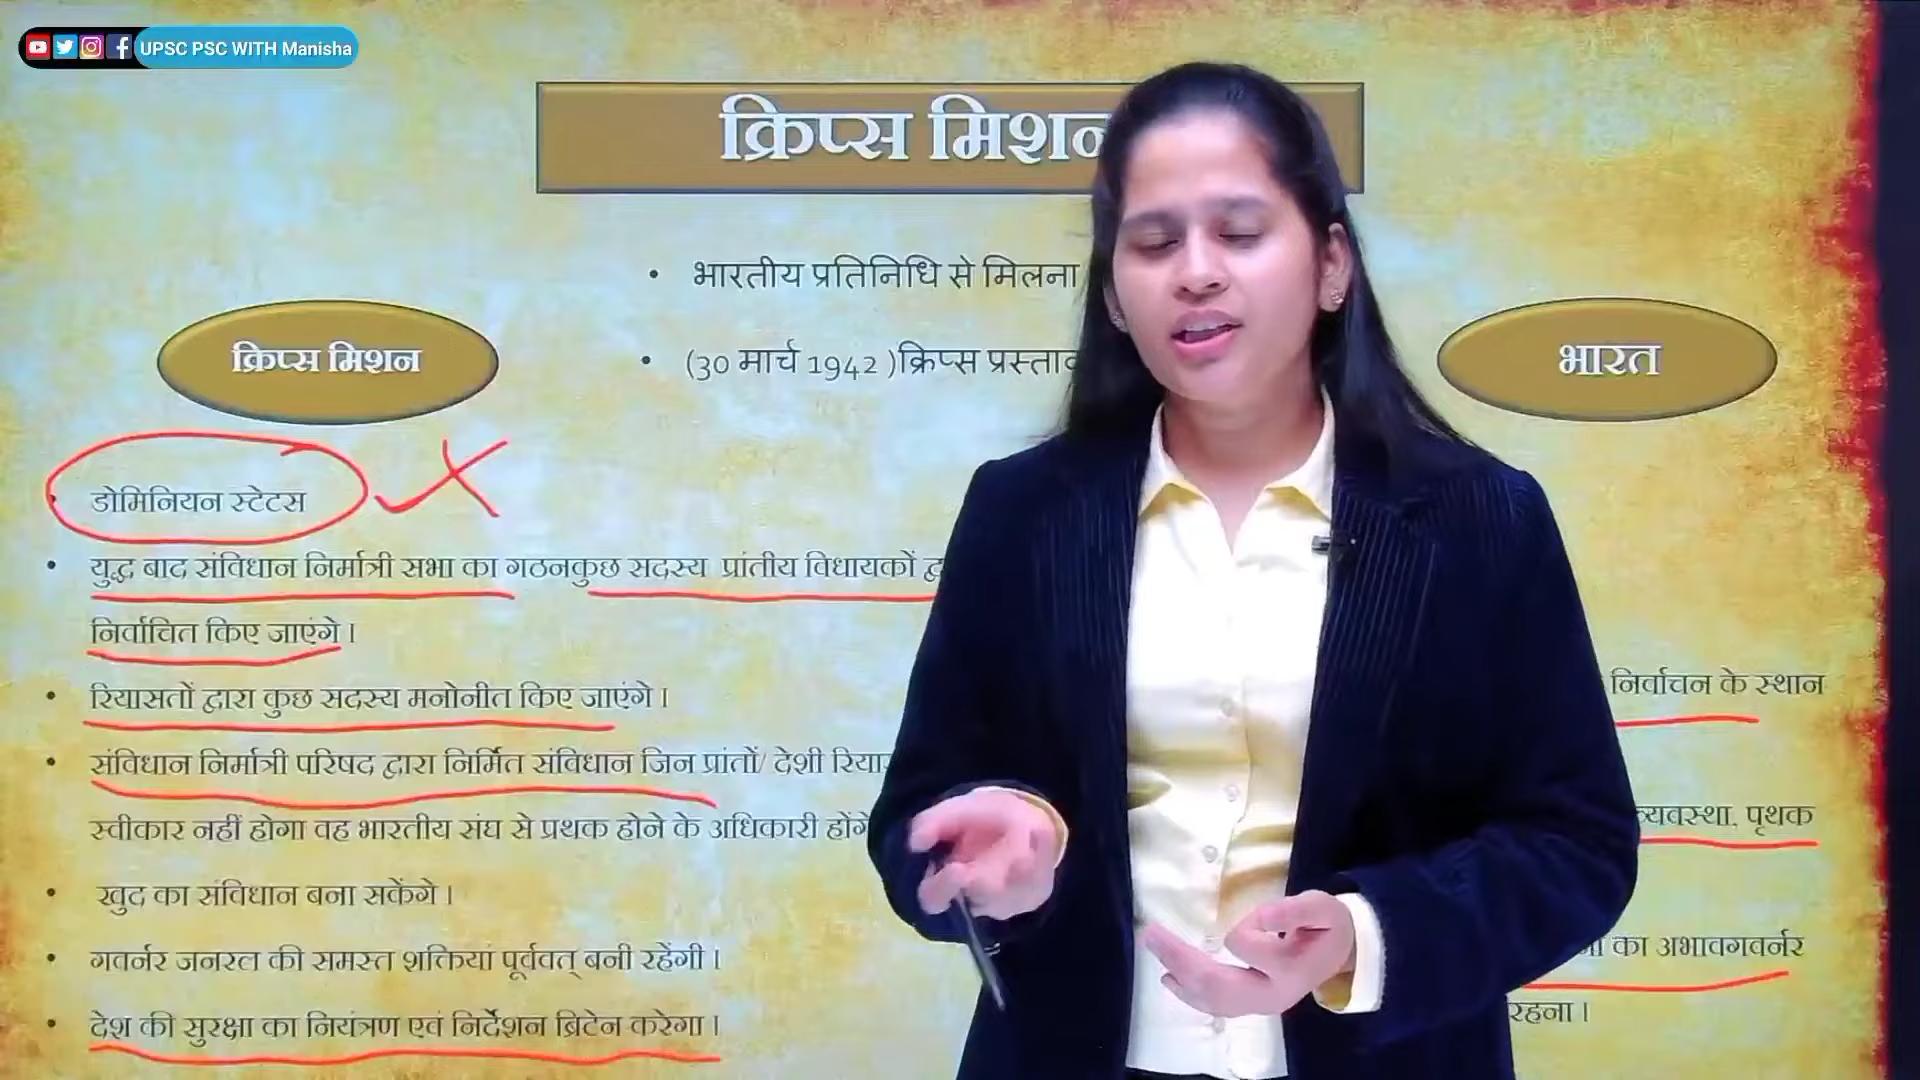 UPSC PSC WITH Manisha
क्रिप्स मिशन
• भारतीय प्रतिनिधि से मिलना
• (30 मार्च 1942 )क्रिप्स प्रस्ताव
क्रिप्स मिशन
भारत
• डोमिनियन स्टेटस
• युद्ध बाद संविधान निर्मात्री सभा का गठनकुछ सदस्य प्रांतीय विधायकों
निर्वाचित किए जाएंगे ।
• रियासतों द्वारा कुछ सदस्य मनोनीत किए जाएंगे ।
• संविधान निर्मात्री परिषद द्वारा निर्मित संविधान जिन प्रांतों/ देशी
स्वीकार नहीं होगा वह भारतीय संघ से प्रथक होने के अधिकारी होंगे
• खुद का संविधान बना सकेंगे ।
• गवर्नर जनरल की समस्त शक्तियां पूर्ववत् बनी रहेंगी ।
• देश की सुरक्षा का नियंत्रण एवं निर्देशन ब्रिटेन करेगा ।
निर्वाचन के स्थान
व्यवस्था, पृथक
का अभावगवर्नर
रहना ।